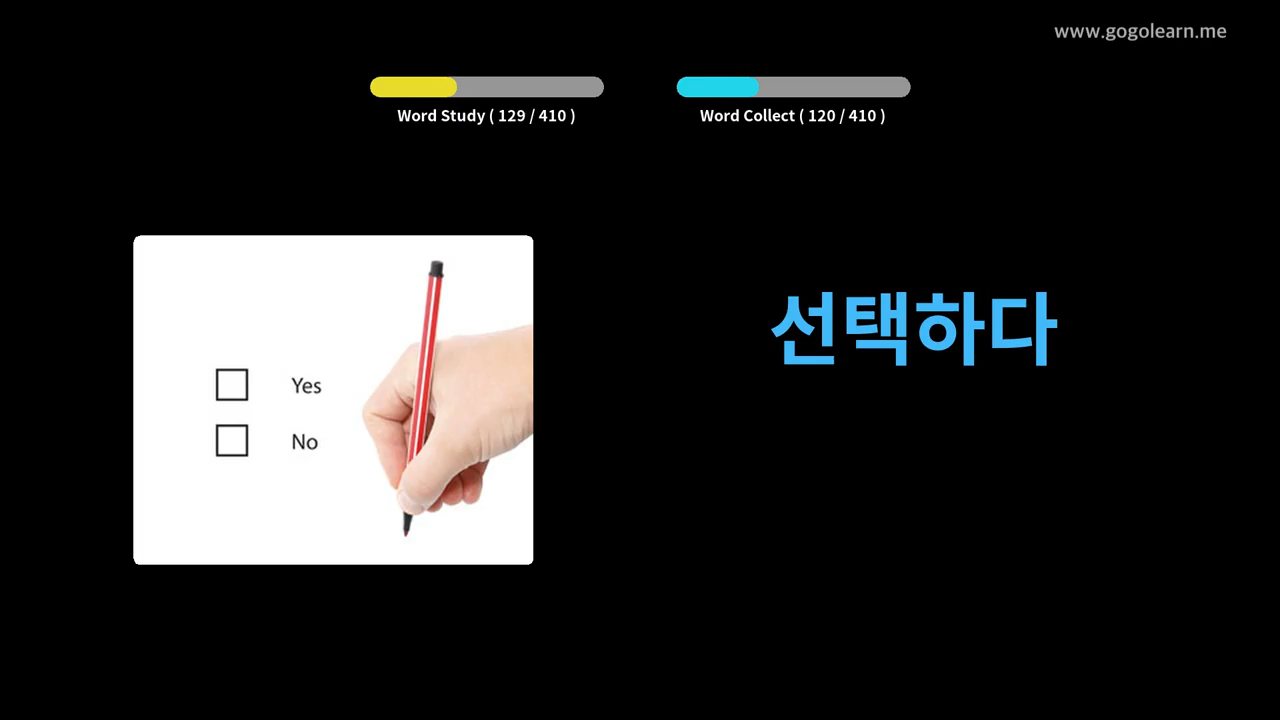 www.gogolearn.me
Word Study ( 129 / 410 )
Word Collect ( 120 / 410 )
선택하다
Yes
No